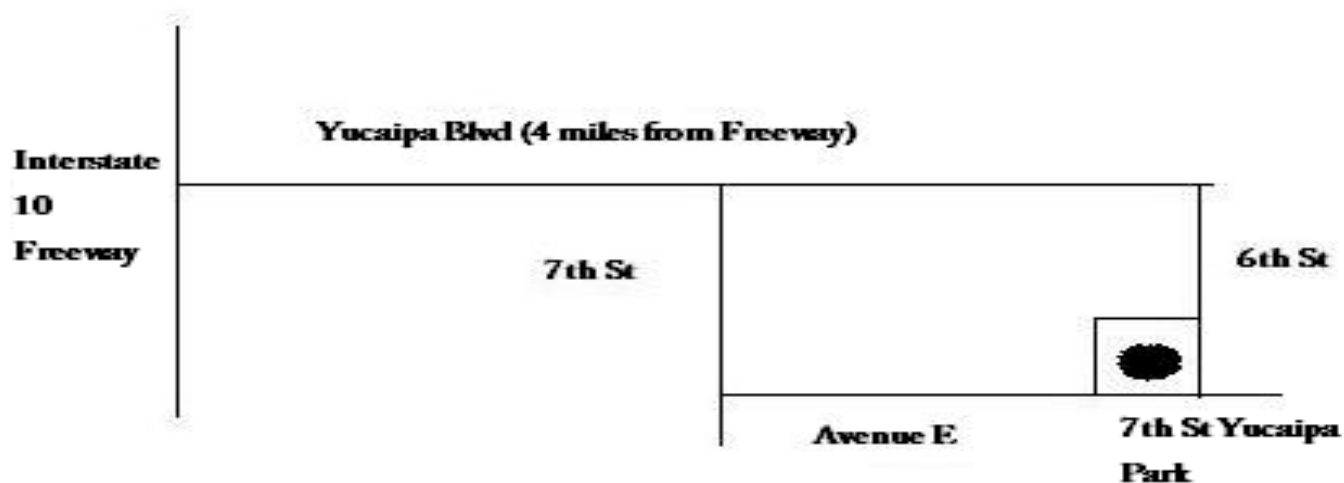 Yucaipa Blvd (4 miles from Freeway)
Interstate
10
Freeway
7th St
6th St
Avenue E
7th St Yucaipa
Park